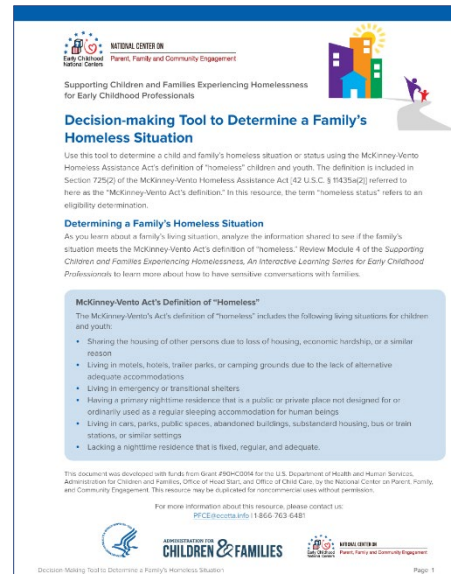 Early Childhood
National Centers
NATIONAL CENTER ON
Parent, Family and Community Engagement
Supporting Children and Families Experiencing Homelessness
for Early Childhood Professionals
Decision-making Tool to Determine a Family's
Homeless Situation
Use this tool to determine a child and family's homeless situation or status using the McKinney-Vento
Homeless Assistance Act's definition of "homeless" children and youth. The definition is included in
Section 725(2) of the McKinney-Vento Homeless Assistance Act [42 U.S.C. § 11435a(2)] referred to
here as the "McKinney-Vento Act's definition." In this resource, the term "homeless status" refers to an
eligibility determination.
Determining a Family's Homeless Situation
As you learn about a family's living situation, analyze the information shared to see if the family's
situation meets the McKinney-Vento Act's definition of "homeless." Review Module 4 of the Supporting
Children and Families Experiencing Homelessness, An Interactive Learning Series for Early Childhood
Professionals to learn more about how to have sensitive conversations with families.
McKinney-Vento Act's Definition of "Homeless"
The McKinney-Vento's Act's definition of "homeless" includes the following living situations for children
and youth:
• Sharing the housing of other persons due to loss of housing, economic hardship, or a similar
reason
• Living in motels, hotels, trailer parks, or camping grounds due to the lack of alternative
adequate accommodations
• Living in emergency or transitional shelters
• Having a primary nighttime residence that is a public or private place not designed for or
ordinarily used as a regular sleeping accommodation for human beings
• Living in cars, parks, public spaces, abandoned buildings, substandard housing, bus or train
stations, or similar settings
• Lacking a nighttime residence that is fixed, regular, and adequate.
This document was developed with funds from Grant #90HC0014 for the U.S. Department of Health and Human Services,
Administration for Children and Families, Office of Head Start, and Office of Child Care, by the National Center on Parent, Family,
and Community Engagement. This resource may be duplicated for noncommercial uses without permission.
For more information about this resource, please contact us:
PFCE@ecetta.info | 1-866-763-6481
ADMINISTRATION FOR
CHILDREN & FAMILIES
Early Childhood
National Centers
NATIONAL CENTER ON
Parent, Family and Community Engagement
Decision Making Tool to Determine a Family's Homeless Situation
Page 1